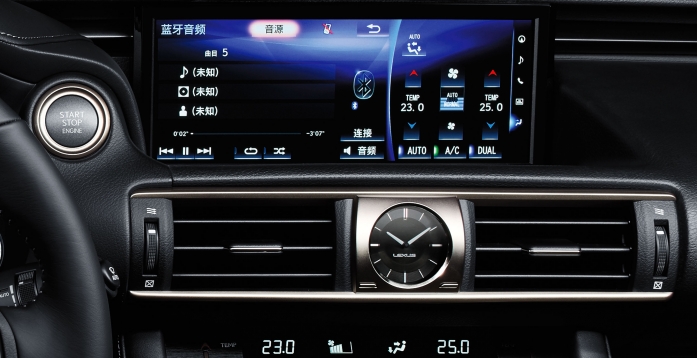 蓝牙音频
音源
曲目 5
AUTO
(未知)
(未知)
(未知)
TEMP
23.0
AUTO
TEMP
25.0
0'02"
-3'07"
连接
音频
AUTO
A/C
DUAL
START
STOP
ENGINE
LEXUS
AUTO
TEMP
23.0
25.0